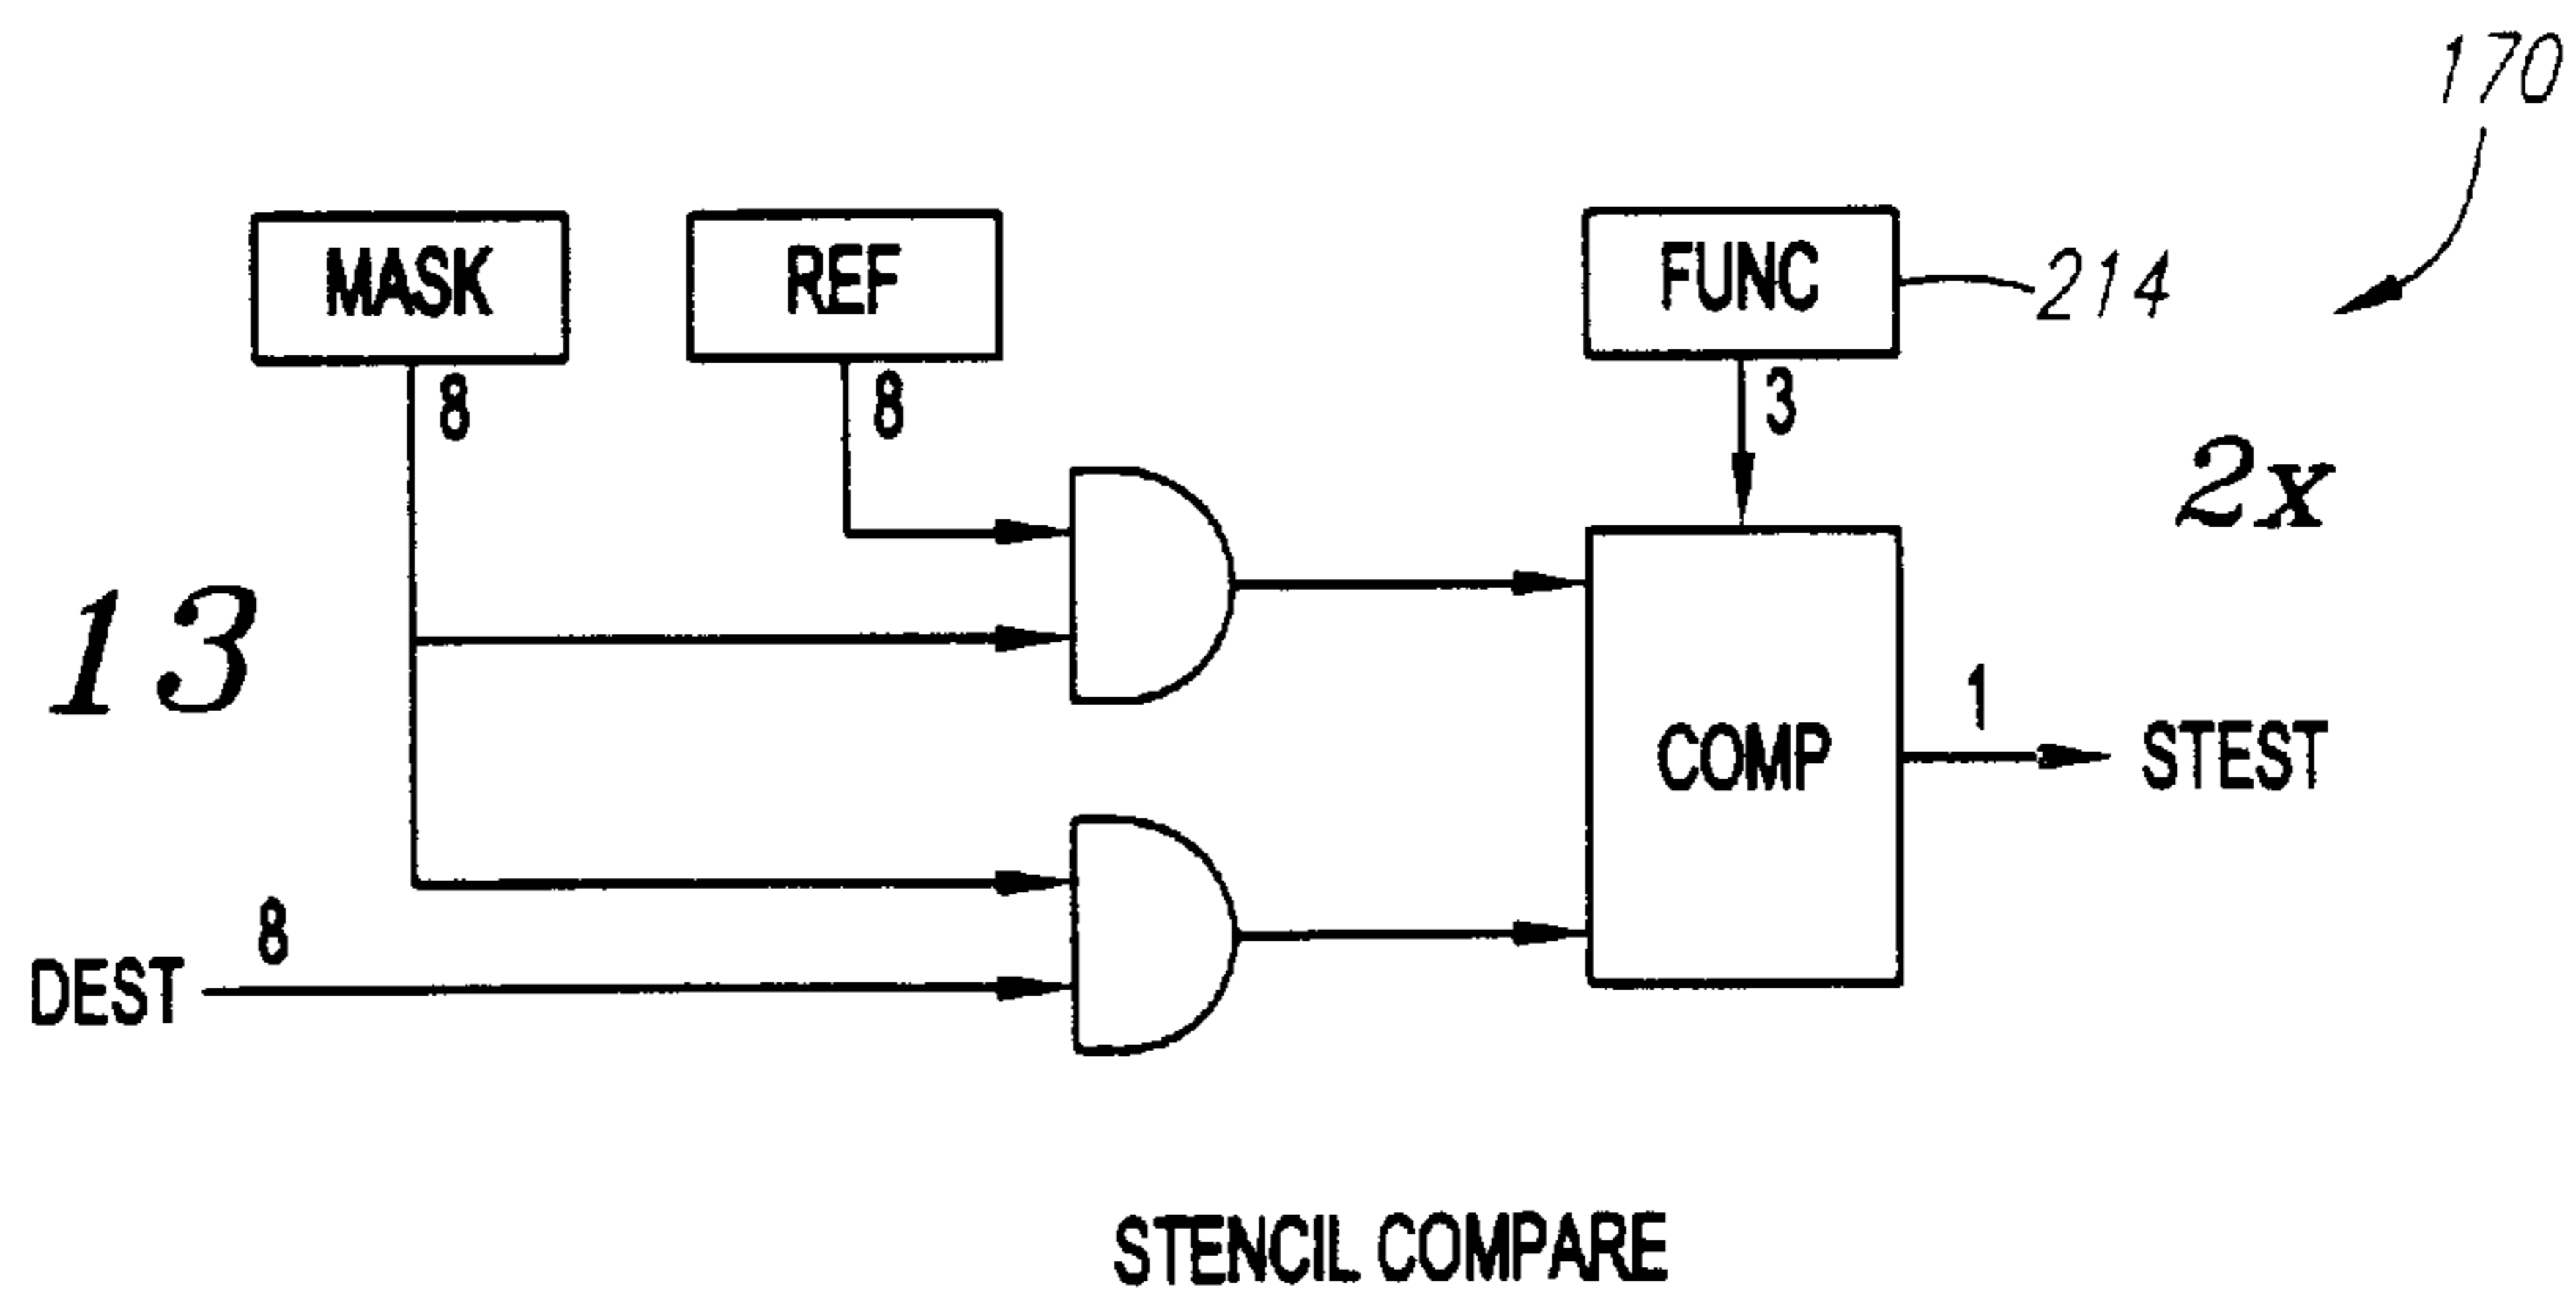 170
MASK
REF
FUNC
214
8
8
3
2x
13
1
COMP
STEST
8
DEST
STENCIL COMPARE